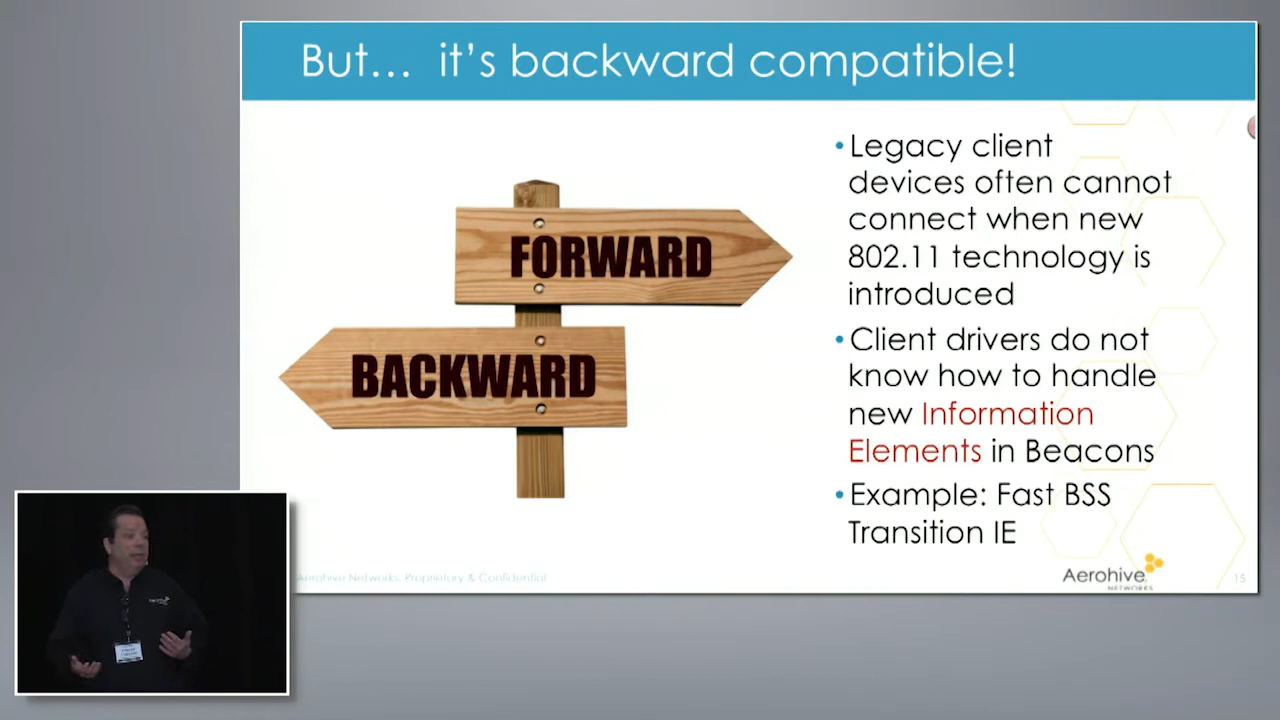 But... it's backward compatible!
FORWARD
BACKWARD
•Legacy client
devices often cannot
connect when new
802.11 technology is
introduced
•Client drivers do not
know how to handle
new Information
Elements in Beacons
•Example: Fast BSS
Transition IE
Aerohive Networks, Proprietary & Confidential
Aerohive
NETWORKS
15